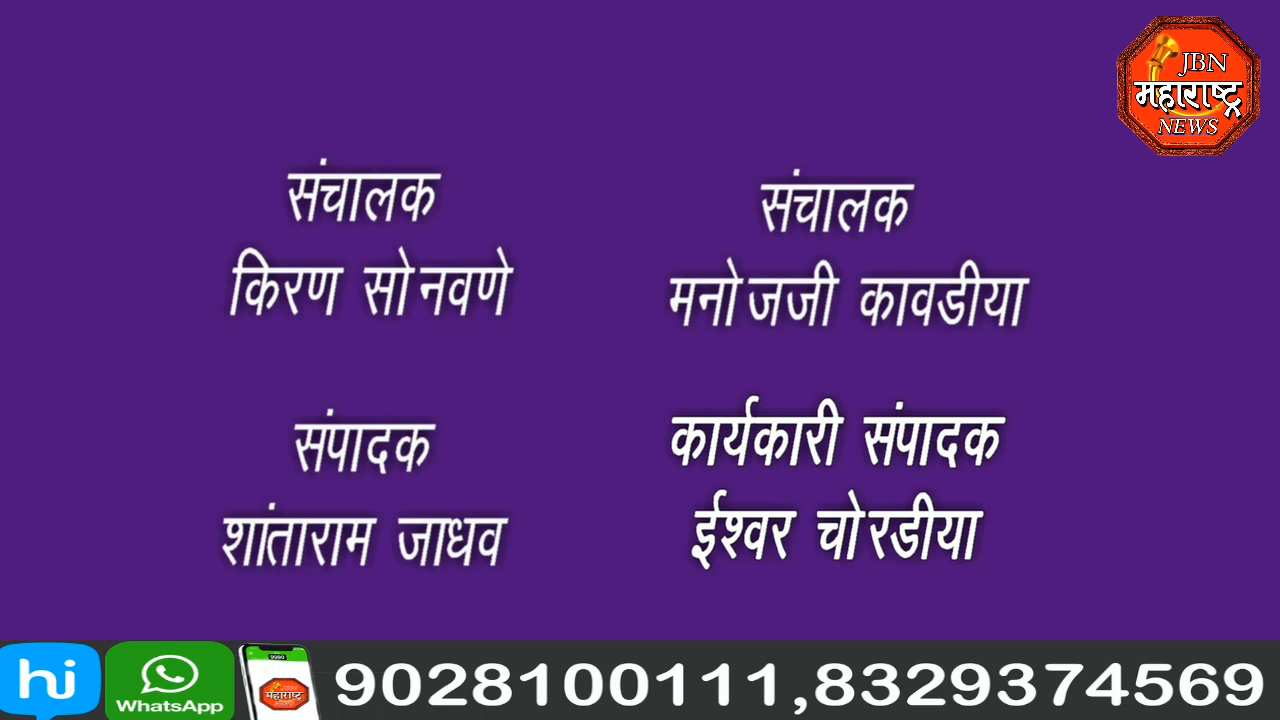 JBN
महाराष्ट्र
NEWS
संचालक
किरण सोनवणे
संचालक
मनोजजी कावडीया
संपादक
शांताराम जाधव
कार्यकारी संपादक
ईश्वर चोरडीया
hi
WhatsApp
महाराष्ट्र
9028100111,8329374569